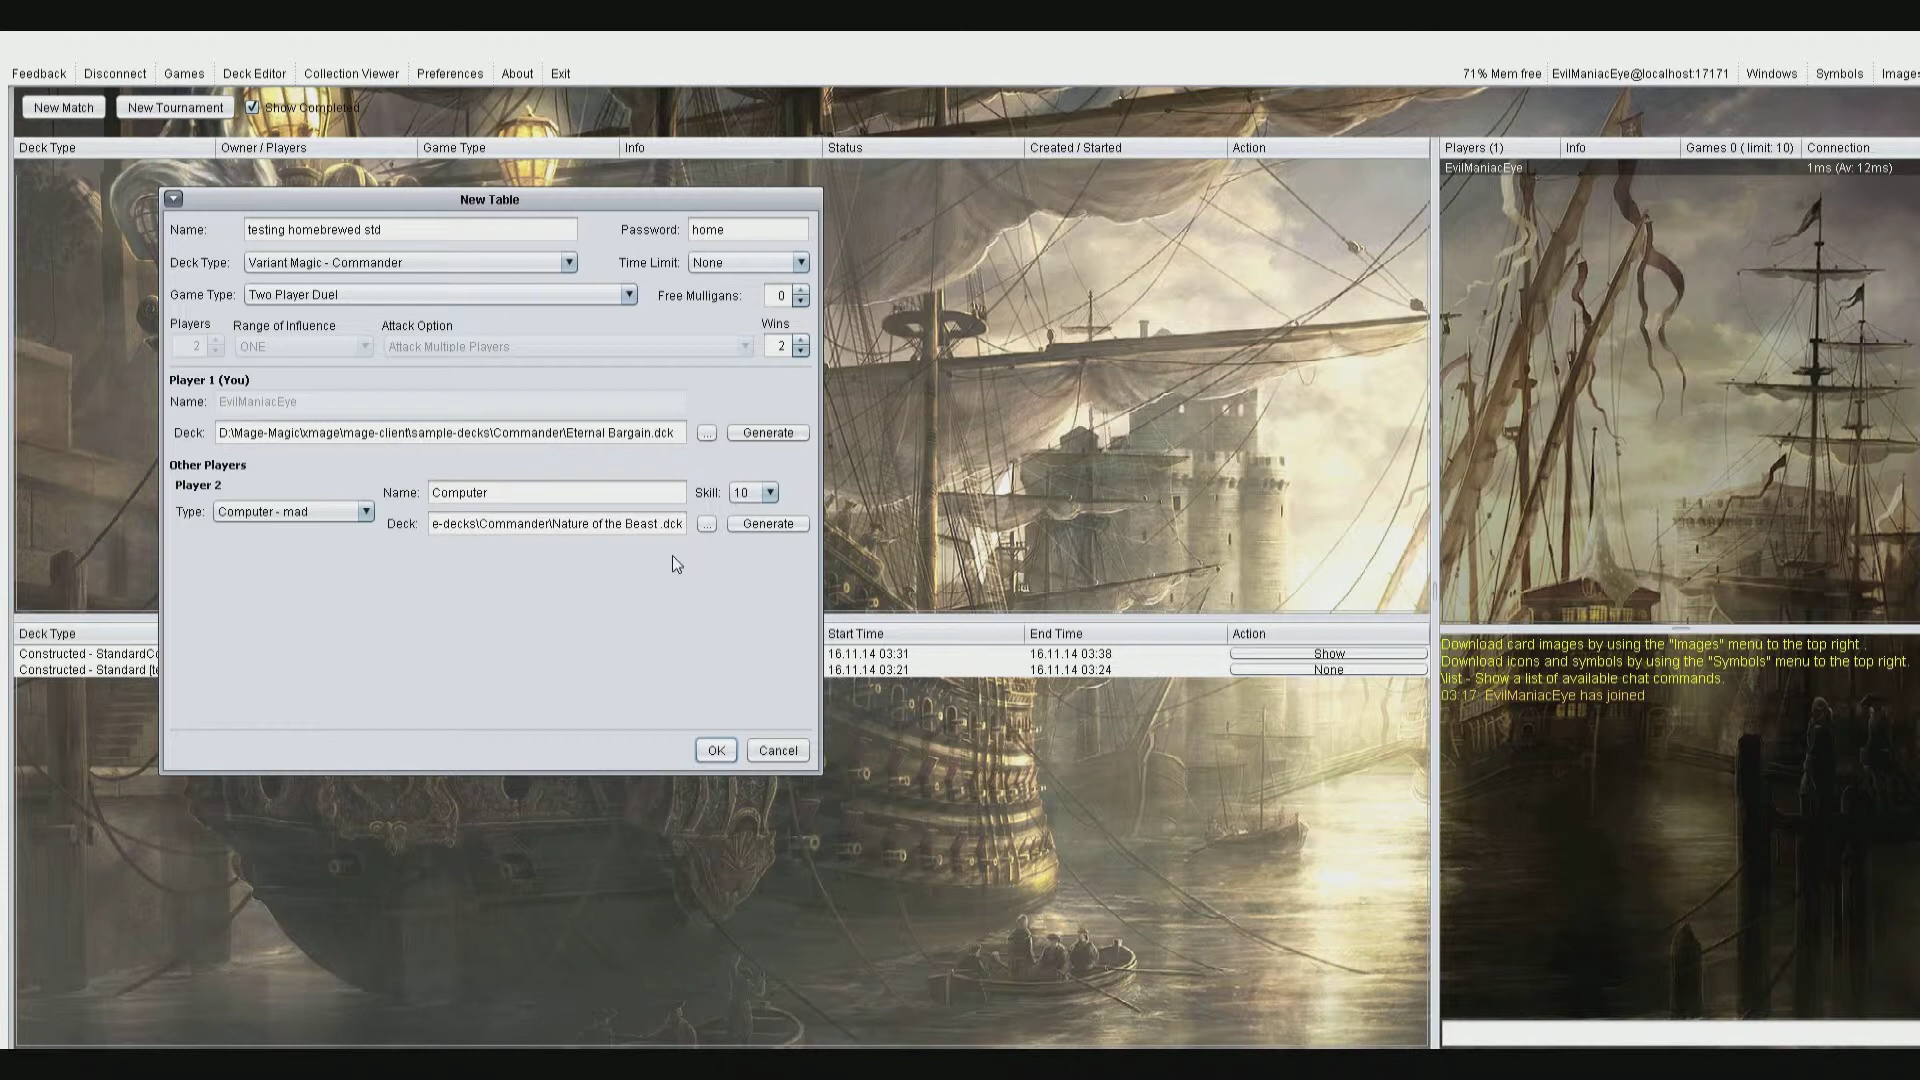 Feedback Disconnect Games Deck Editor Collection Viewer Preferences About Exit 71% Mem free EvilManiacEye@localhost:17171 Windows Symbols Images
New Match New Tournament Show Completed
Deck Type Owner / Players Game Type Info Status Created / Started Action Players (1) Info Games 0 ( limit: 10) Connection
EvilManiacEye 1ms (Av: 12ms)
New Table
Name: testing homebrewed std Password: home
Deck Type: Variant Magic - Commander Time Limit: None
Game Type: Two Player Duel Free Mulligans: 0
Players Range of Influence Attack Option Wins
2 ONE Attack Multiple Players 2
Player 1 (You)
Name: EvilManiacEye
Deck: D:\Mage-Magic\xmage\mage-client\sample-decks\Commander\Eternal Bargain.dck ... Generate
Other Players
Player 2
Name: Computer Skill: 10
Type: Computer - mad
Deck: e-decks\Commander\Nature of the Beast .dck ... Generate
OK Cancel
Deck Type Start Time End Time Action
Constructed - StandardCo 16.11.14 03:31 16.11.14 03:38 Show
Constructed - Standard [te 16.11.14 03:21 16.11.14 03:24 None
Download card images by using the "Images" menu to the top right .
Download icons and symbols by using the "Symbols" menu to the top right.
\list - Show a list of available chat commands.
03:17 EvilManiacEye has joined